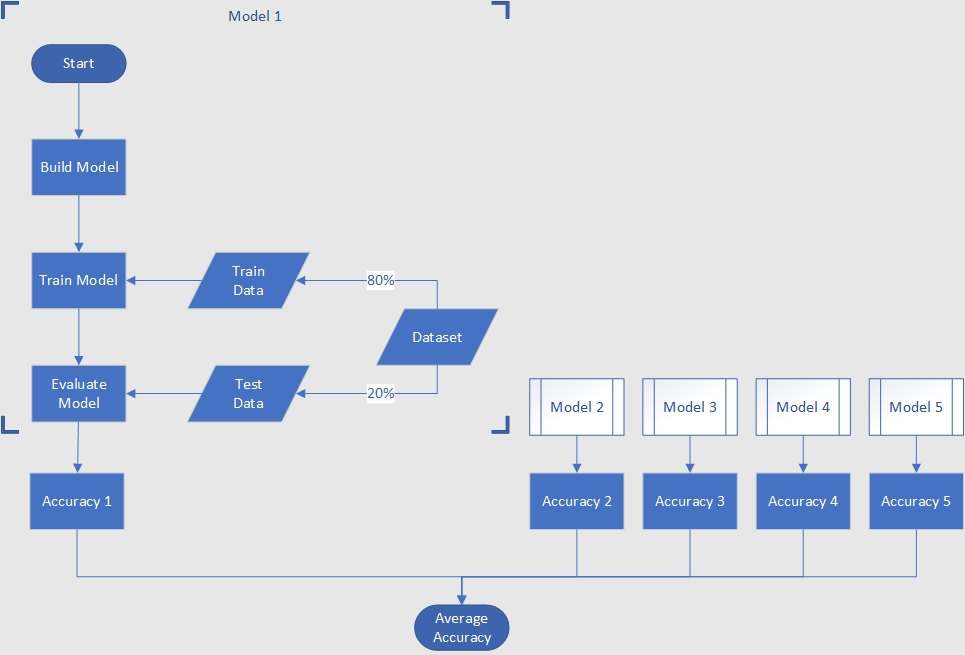 Model 1
Start
Build Model
Train Model
Train
Data
80%
Dataset
Evaluate
Model
Test
Data
20%
Model 2
Model 3
Model 4
Model 5
Accuracy 1
Accuracy 2
Accuracy 3
Accuracy 4
Accuracy 5
Average
Accuracy